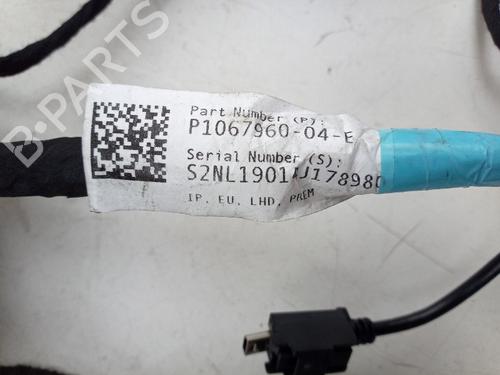 Part Number (P):
P1067960-04-E
Serial Number (S):
IP, EU, LHD, PREM
B-PARTS